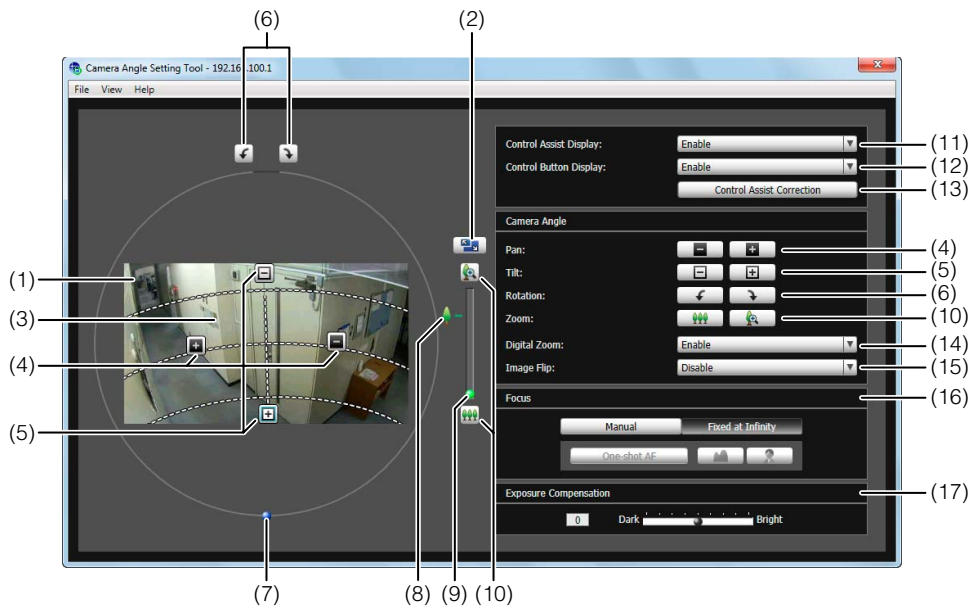 (6)
(2)
Camera Angle Setting Tool - 192.16 .100.1
File View Help
Control Assist Display: Enable
(11)
Control Button Display: Enable
(12)
Control Assist Correction
(13)
Camera Angle
(1)
Pan:
(4)
Tilt:
(5)
(3)
Rotation:
(6)
Zoom:
(10)
(4)
Digital Zoom: Enable
(14)
Image Flip: Disable
(15)
Focus
(16)
(5)
Manual Fixed at Infinity
One-shot AF
Exposure Compensation
(17)
0 Dark Bright
(7)
(8)
(9)
(10)